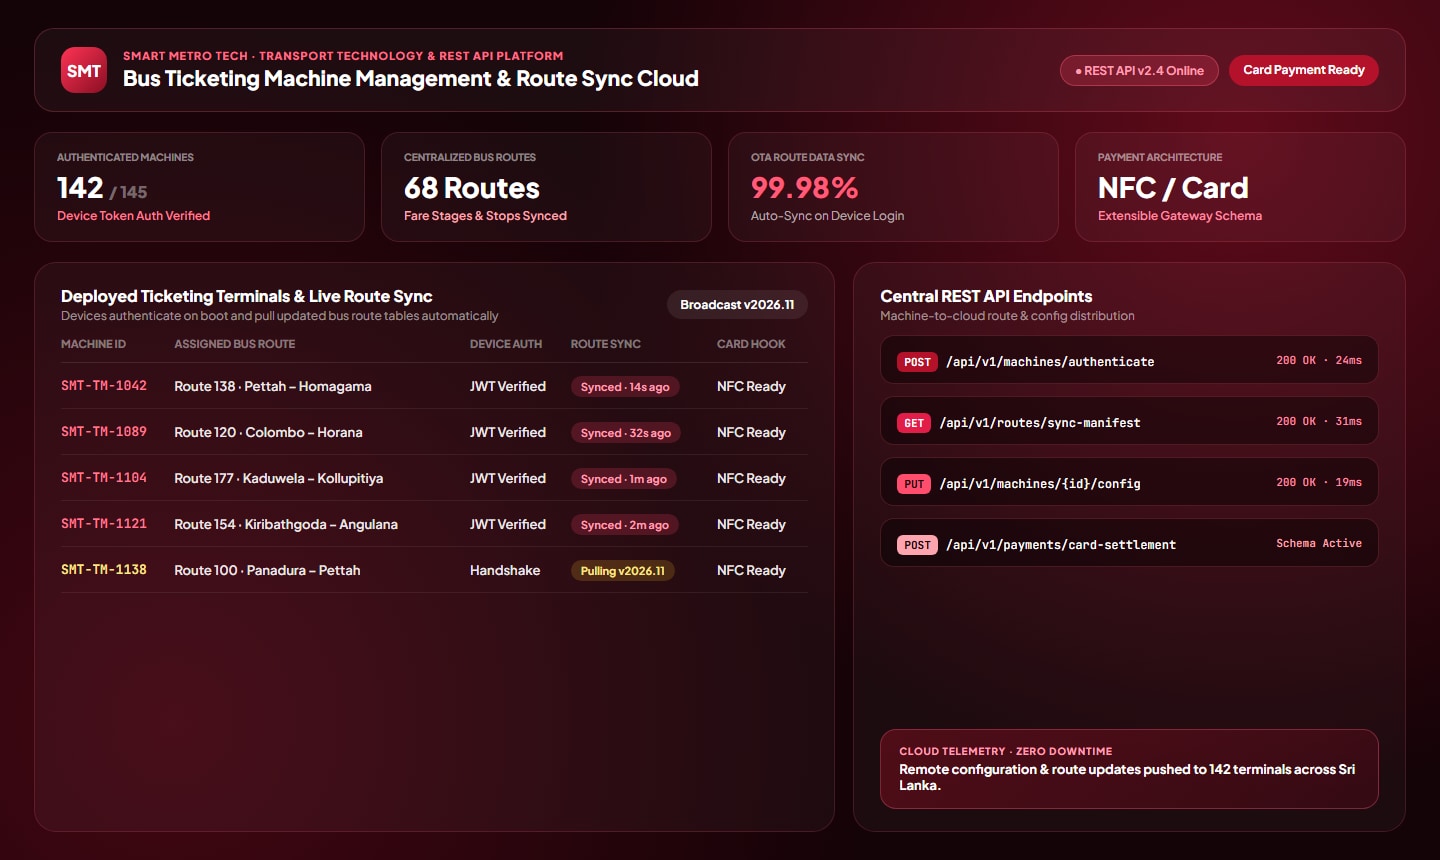 SMT
SMART METRO TECH · TRANSPORT TECHNOLOGY & REST API PLATFORM
Bus Ticketing Machine Management & Route Sync Cloud
● REST API v2.4 Online
Card Payment Ready
AUTHENTICATED MACHINES
142 / 145
Device Token Auth Verified
CENTRALIZED BUS ROUTES
68 Routes
Fare Stages & Stops Synced
OTA ROUTE DATA SYNC
99.98%
Auto-Sync on Device Login
PAYMENT ARCHITECTURE
NFC / Card
Extensible Gateway Schema
Deployed Ticketing Terminals & Live Route Sync
Devices authenticate on boot and pull updated bus route tables automatically
Broadcast v2026.11
MACHINE ID ASSIGNED BUS ROUTE DEVICE AUTH ROUTE SYNC CARD HOOK
SMT-TM-1042 Route 138 · Pettah – Homagama JWT Verified Synced · 14s ago NFC Ready
SMT-TM-1089 Route 120 · Colombo – Horana JWT Verified Synced · 32s ago NFC Ready
SMT-TM-1104 Route 177 · Kaduwela – Kollupitiya JWT Verified Synced · 1m ago NFC Ready
SMT-TM-1121 Route 154 · Kiribathgoda – Angulana JWT Verified Synced · 2m ago NFC Ready
SMT-TM-1138 Route 100 · Panadura – Pettah Handshake Pulling v2026.11 NFC Ready
Central REST API Endpoints
Machine-to-cloud route & config distribution
POST /api/v1/machines/authenticate 200 OK · 24ms
GET /api/v1/routes/sync-manifest 200 OK · 31ms
PUT /api/v1/machines/{id}/config 200 OK · 19ms
POST /api/v1/payments/card-settlement Schema Active
CLOUD TELEMETRY · ZERO DOWNTIME
Remote configuration & route updates pushed to 142 terminals across Sri
Lanka.